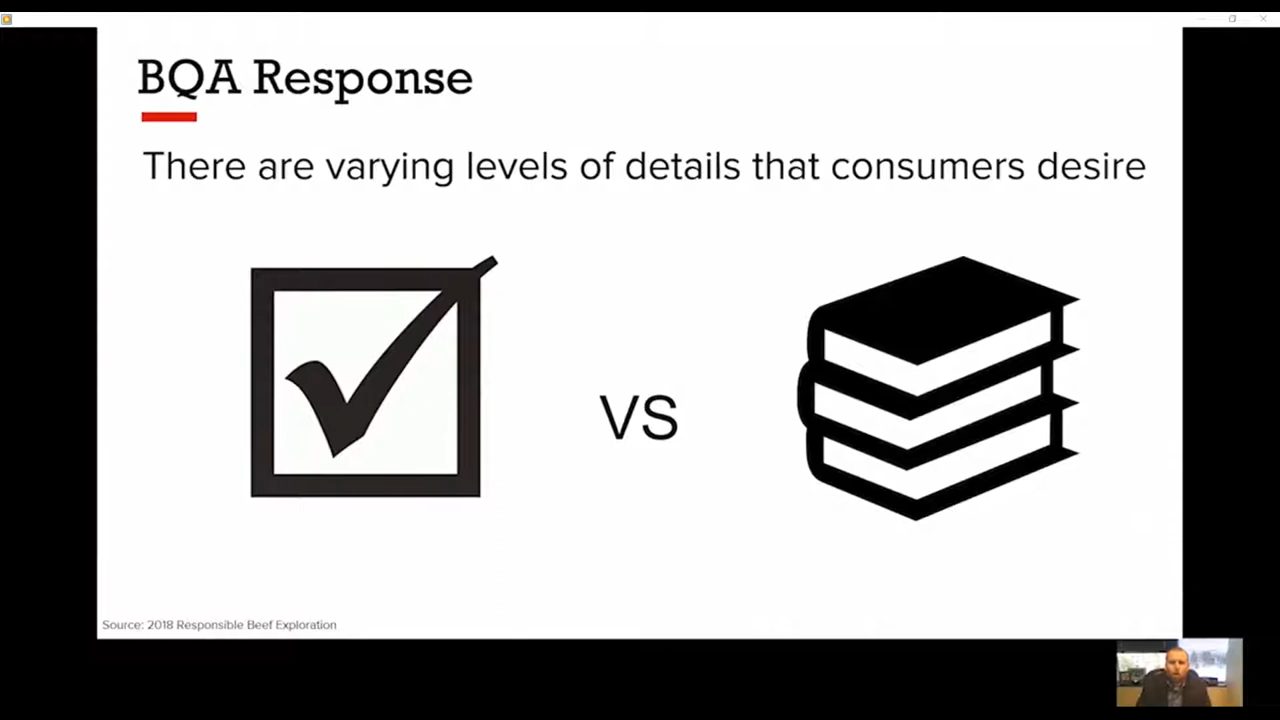 BQA Response
There are varying levels of details that consumers desire
VS
Source: 2018 Responsible Beef Exploration